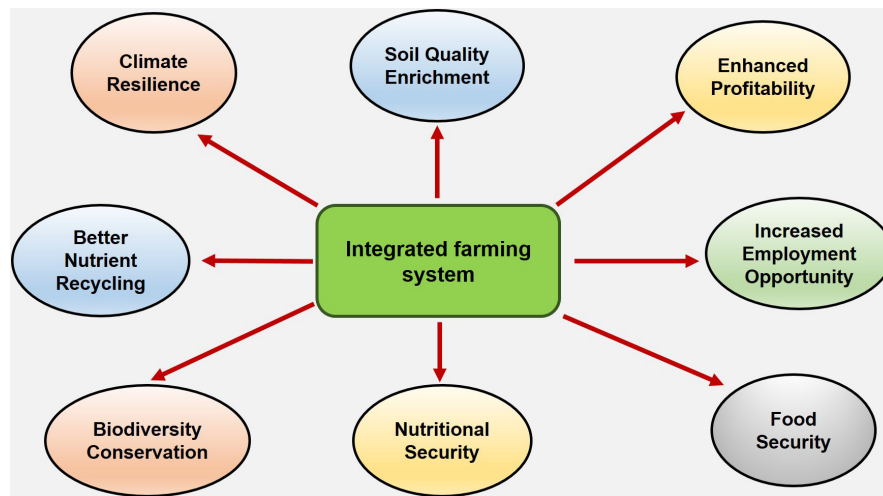 Climate
Resilience
Soil Quality
Enrichment
Enhanced
Profitability
Better
Nutrient
Recycling
Integrated farming
system
Increased
Employment
Opportunity
Biodiversity
Conservation
Nutritional
Security
Food
Security